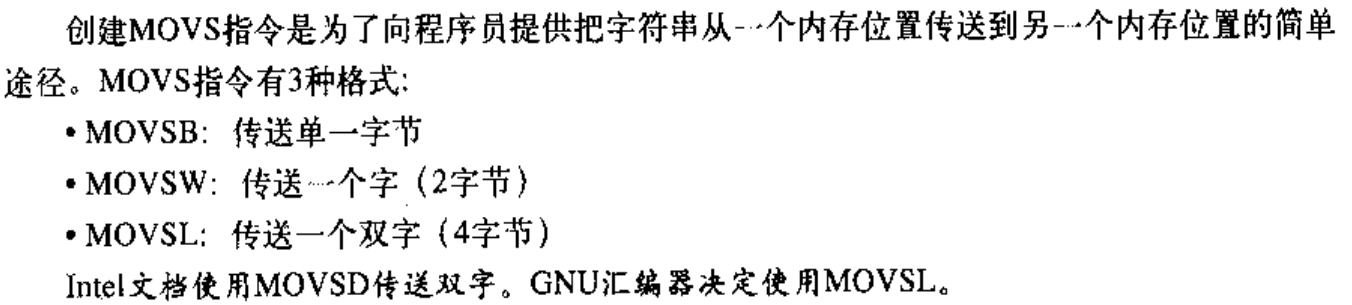 创建MOVS指令是为了向程序员提供把字符串从一个内存位置传送到另一个内存位置的简单
途径。MOVS指令有3种格式:
• MOVSB: 传送单一字节
• MOVSW: 传送一个字（2字节）
• MOVSL: 传送一个双字（4字节）
Intel文档使用MOVSD传送双字。GNU汇编器决定使用MOVSL。